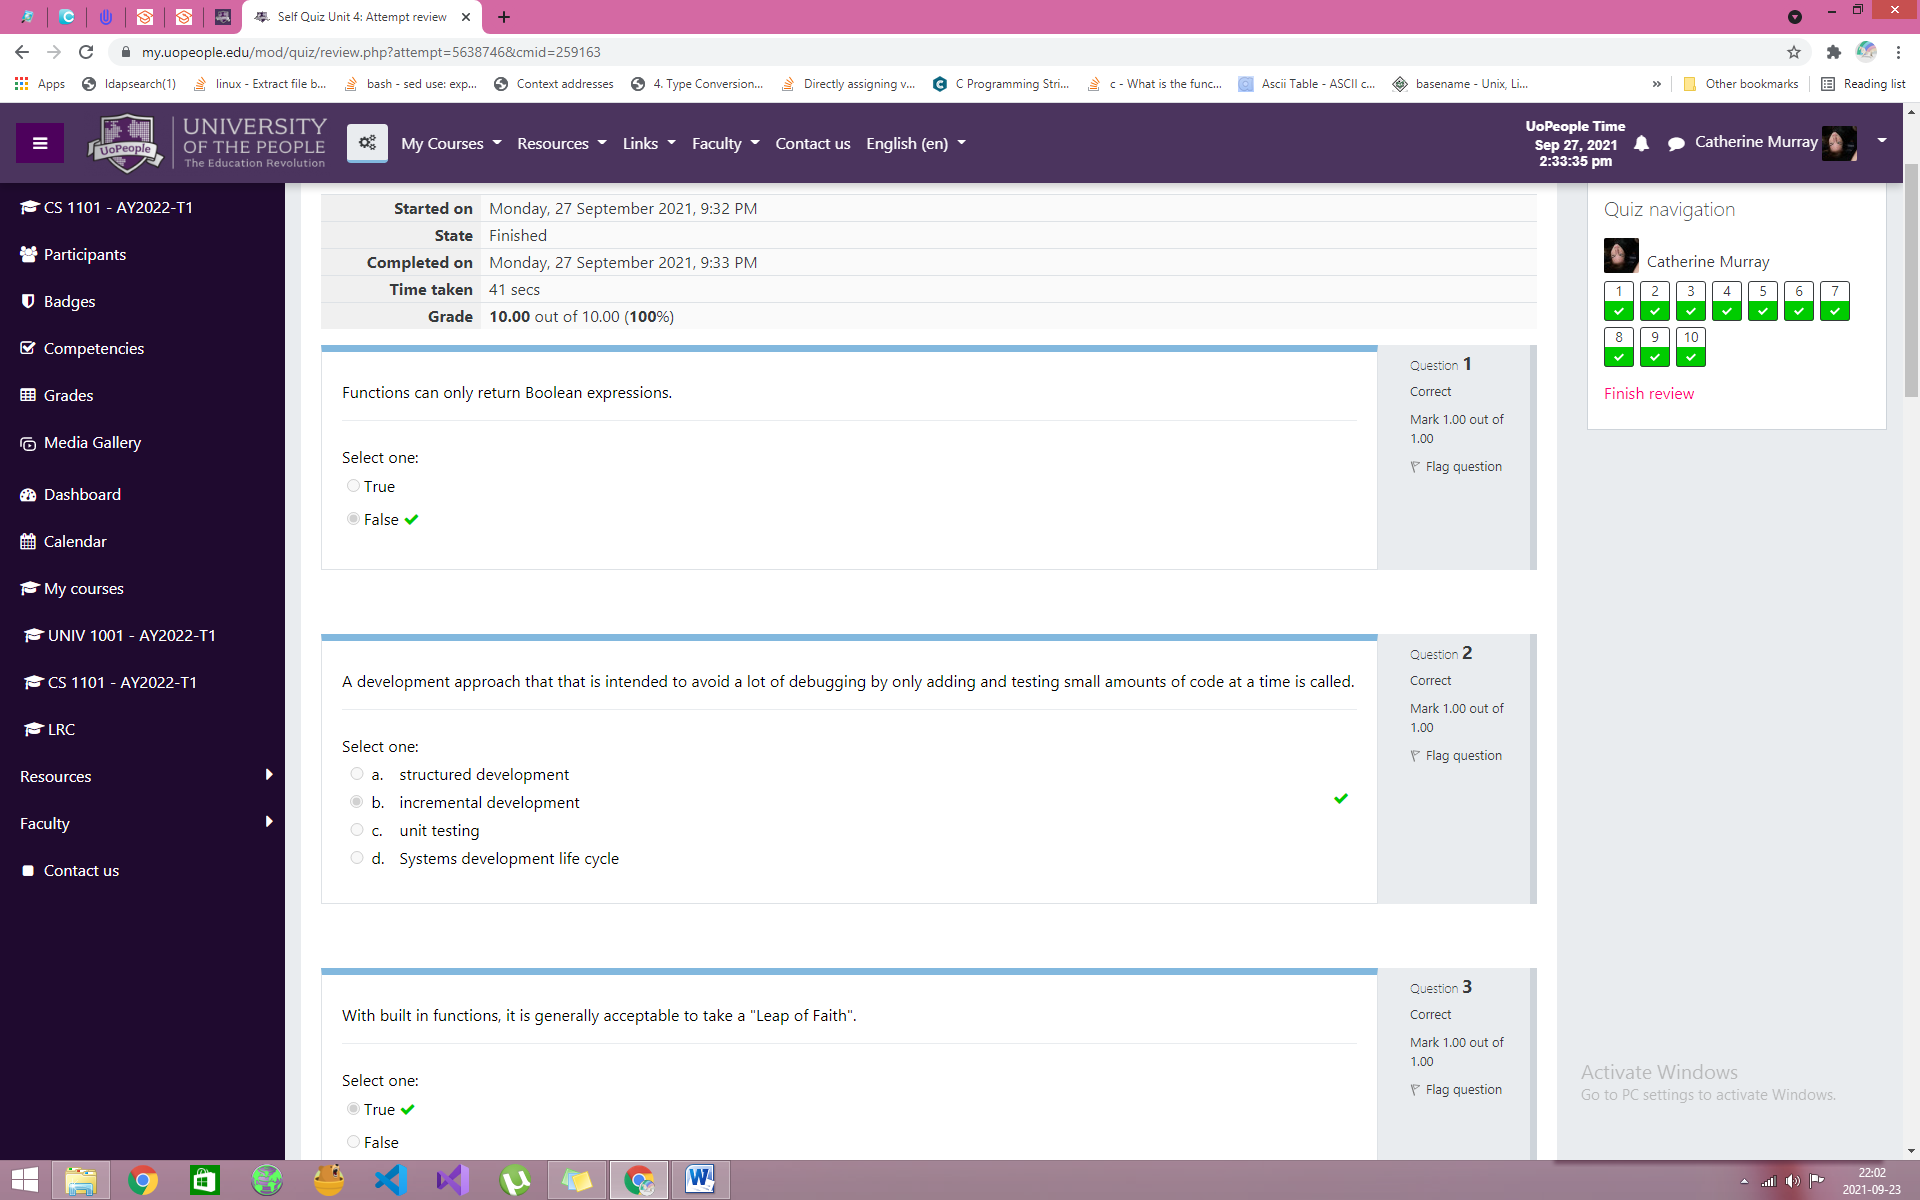 Self Quiz Unit 4: Attempt review
my.uopeople.edu/mod/quiz/review.php?attempt=5638746&cmid=259163
Apps
ldapsearch(1)
linux - Extract file b...
bash - sed use: exp...
Context addresses
4. Type Conversion...
Directly assigning v...
C Programming Stri...
c - What is the func...
Ascii Table - ASCII c...
basename - Unix, Li...
Other bookmarks
Reading list
UoPeople
UNIVERSITY
OF THE PEOPLE
The Education Revolution
My Courses
Resources
Links
Faculty
Contact us
English (en)
UoPeople Time
Sep 27, 2021
2:33:35 pm
Catherine Murray
CS 1101 - AY2022-T1
Participants
Badges
Competencies
Grades
Media Gallery
Dashboard
Calendar
My courses
UNIV 1001 - AY2022-T1
CS 1101 - AY2022-T1
LRC
Resources
Faculty
Contact us
Started on Monday, 27 September 2021, 9:32 PM
State Finished
Completed on Monday, 27 September 2021, 9:33 PM
Time taken 41 secs
Grade 10.00 out of 10.00 (100%)
Functions can only return Boolean expressions.
Select one:
True
False
Question 1
Correct
Mark 1.00 out of
1.00
Flag question
A development approach that that is intended to avoid a lot of debugging by only adding and testing small amounts of code at a time is called.
Select one:
a. structured development
b. incremental development
c. unit testing
d. Systems development life cycle
Question 2
Correct
Mark 1.00 out of
1.00
Flag question
With built in functions, it is generally acceptable to take a "Leap of Faith".
Select one:
True
False
Question 3
Correct
Mark 1.00 out of
1.00
Flag question
Quiz navigation
Catherine Murray
1 2 3 4 5 6 7
8 9 10
Finish review
Activate Windows
Go to PC settings to activate Windows.
22:02
2021-09-23